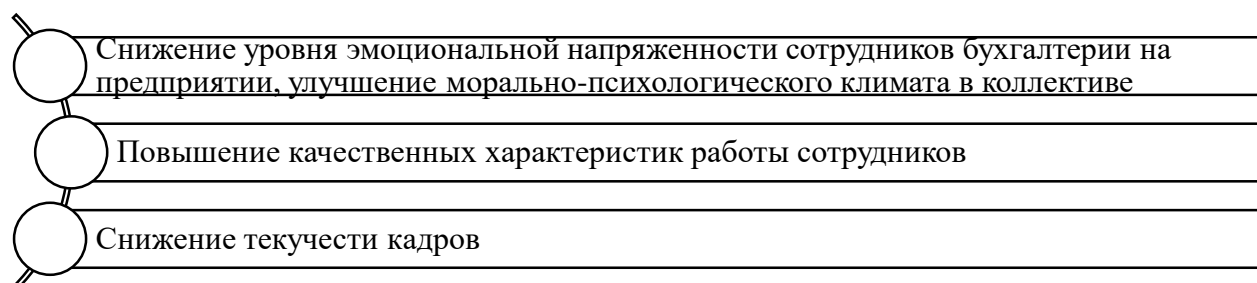 Снижение уровня эмоциональной напряженности сотрудников бухгалтерии на
предприятии, улучшение морально-психологического климата в коллективе
Повышение качественных характеристик работы сотрудников
Снижение текучести кадров